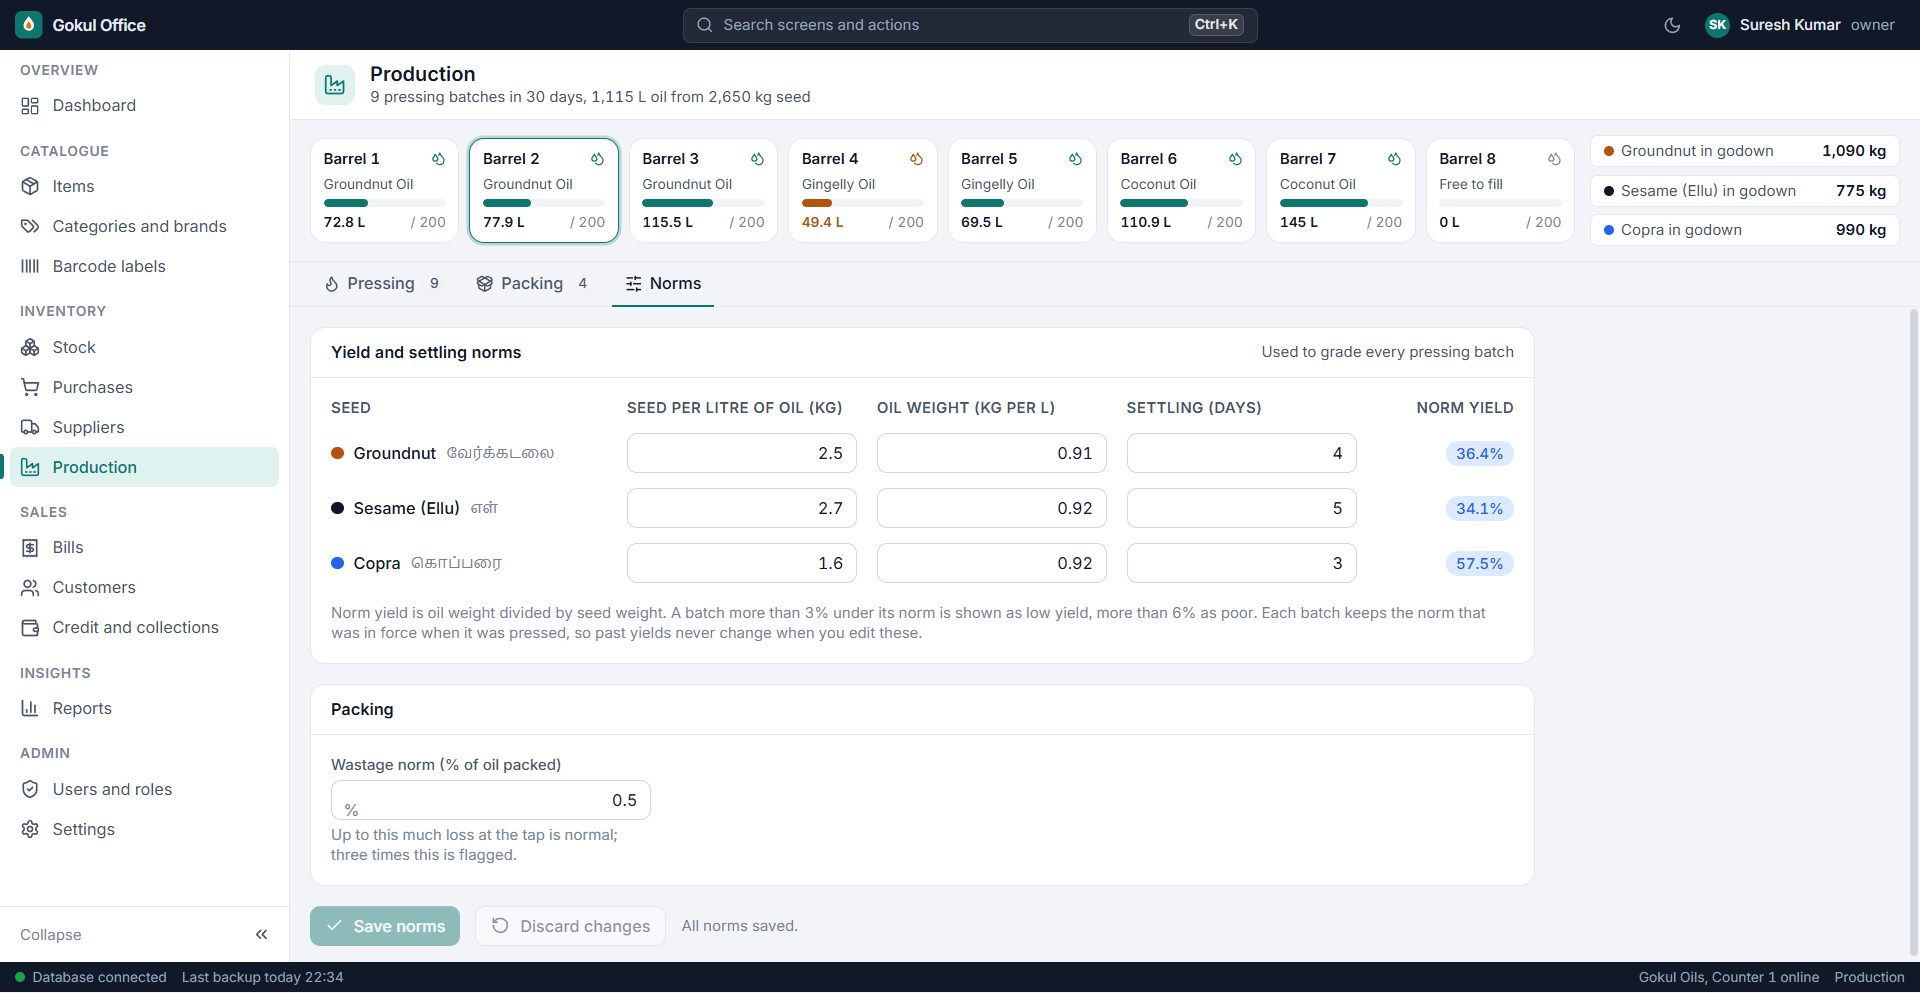 Gokul Office
Search screens and actions
Ctrl+K
SK
Suresh Kumar owner
OVERVIEW
Dashboard
CATALOGUE
Items
Categories and brands
Barcode labels
INVENTORY
Stock
Purchases
Suppliers
Production
SALES
Bills
Customers
Credit and collections
INSIGHTS
Reports
ADMIN
Users and roles
Settings
Collapse
Production
9 pressing batches in 30 days, 1,115 L oil from 2,650 kg seed
Barrel 1
Groundnut Oil
72.8 L / 200
Barrel 2
Groundnut Oil
77.9 L / 200
Barrel 3
Groundnut Oil
115.5 L / 200
Barrel 4
Gingelly Oil
49.4 L / 200
Barrel 5
Gingelly Oil
69.5 L / 200
Barrel 6
Coconut Oil
110.9 L / 200
Barrel 7
Coconut Oil
145 L / 200
Barrel 8
Free to fill
0 L / 200
Groundnut in godown 1,090 kg
Sesame (Ellu) in godown 775 kg
Copra in godown 990 kg
Pressing 9
Packing 4
Norms
Yield and settling norms
Used to grade every pressing batch
SEED SEED PER LITRE OF OIL (KG) OIL WEIGHT (KG PER L) SETTLING (DAYS) NORM YIELD
Groundnut வேர்க்கடலை 2.5 0.91 4 36.4%
Sesame (Ellu) எள் 2.7 0.92 5 34.1%
Copra கொப்பரை 1.6 0.92 3 57.5%
Norm yield is oil weight divided by seed weight. A batch more than 3% under its norm is shown as low yield, more than 6% as poor. Each batch keeps the norm that
was in force when it was pressed, so past yields never change when you edit these.
Packing
Wastage norm (% of oil packed)
% 0.5
Up to this much loss at the tap is normal;
three times this is flagged.
Save norms
Discard changes
All norms saved.
Database connected
Last backup today 22:34
Gokul Oils, Counter 1 online
Production